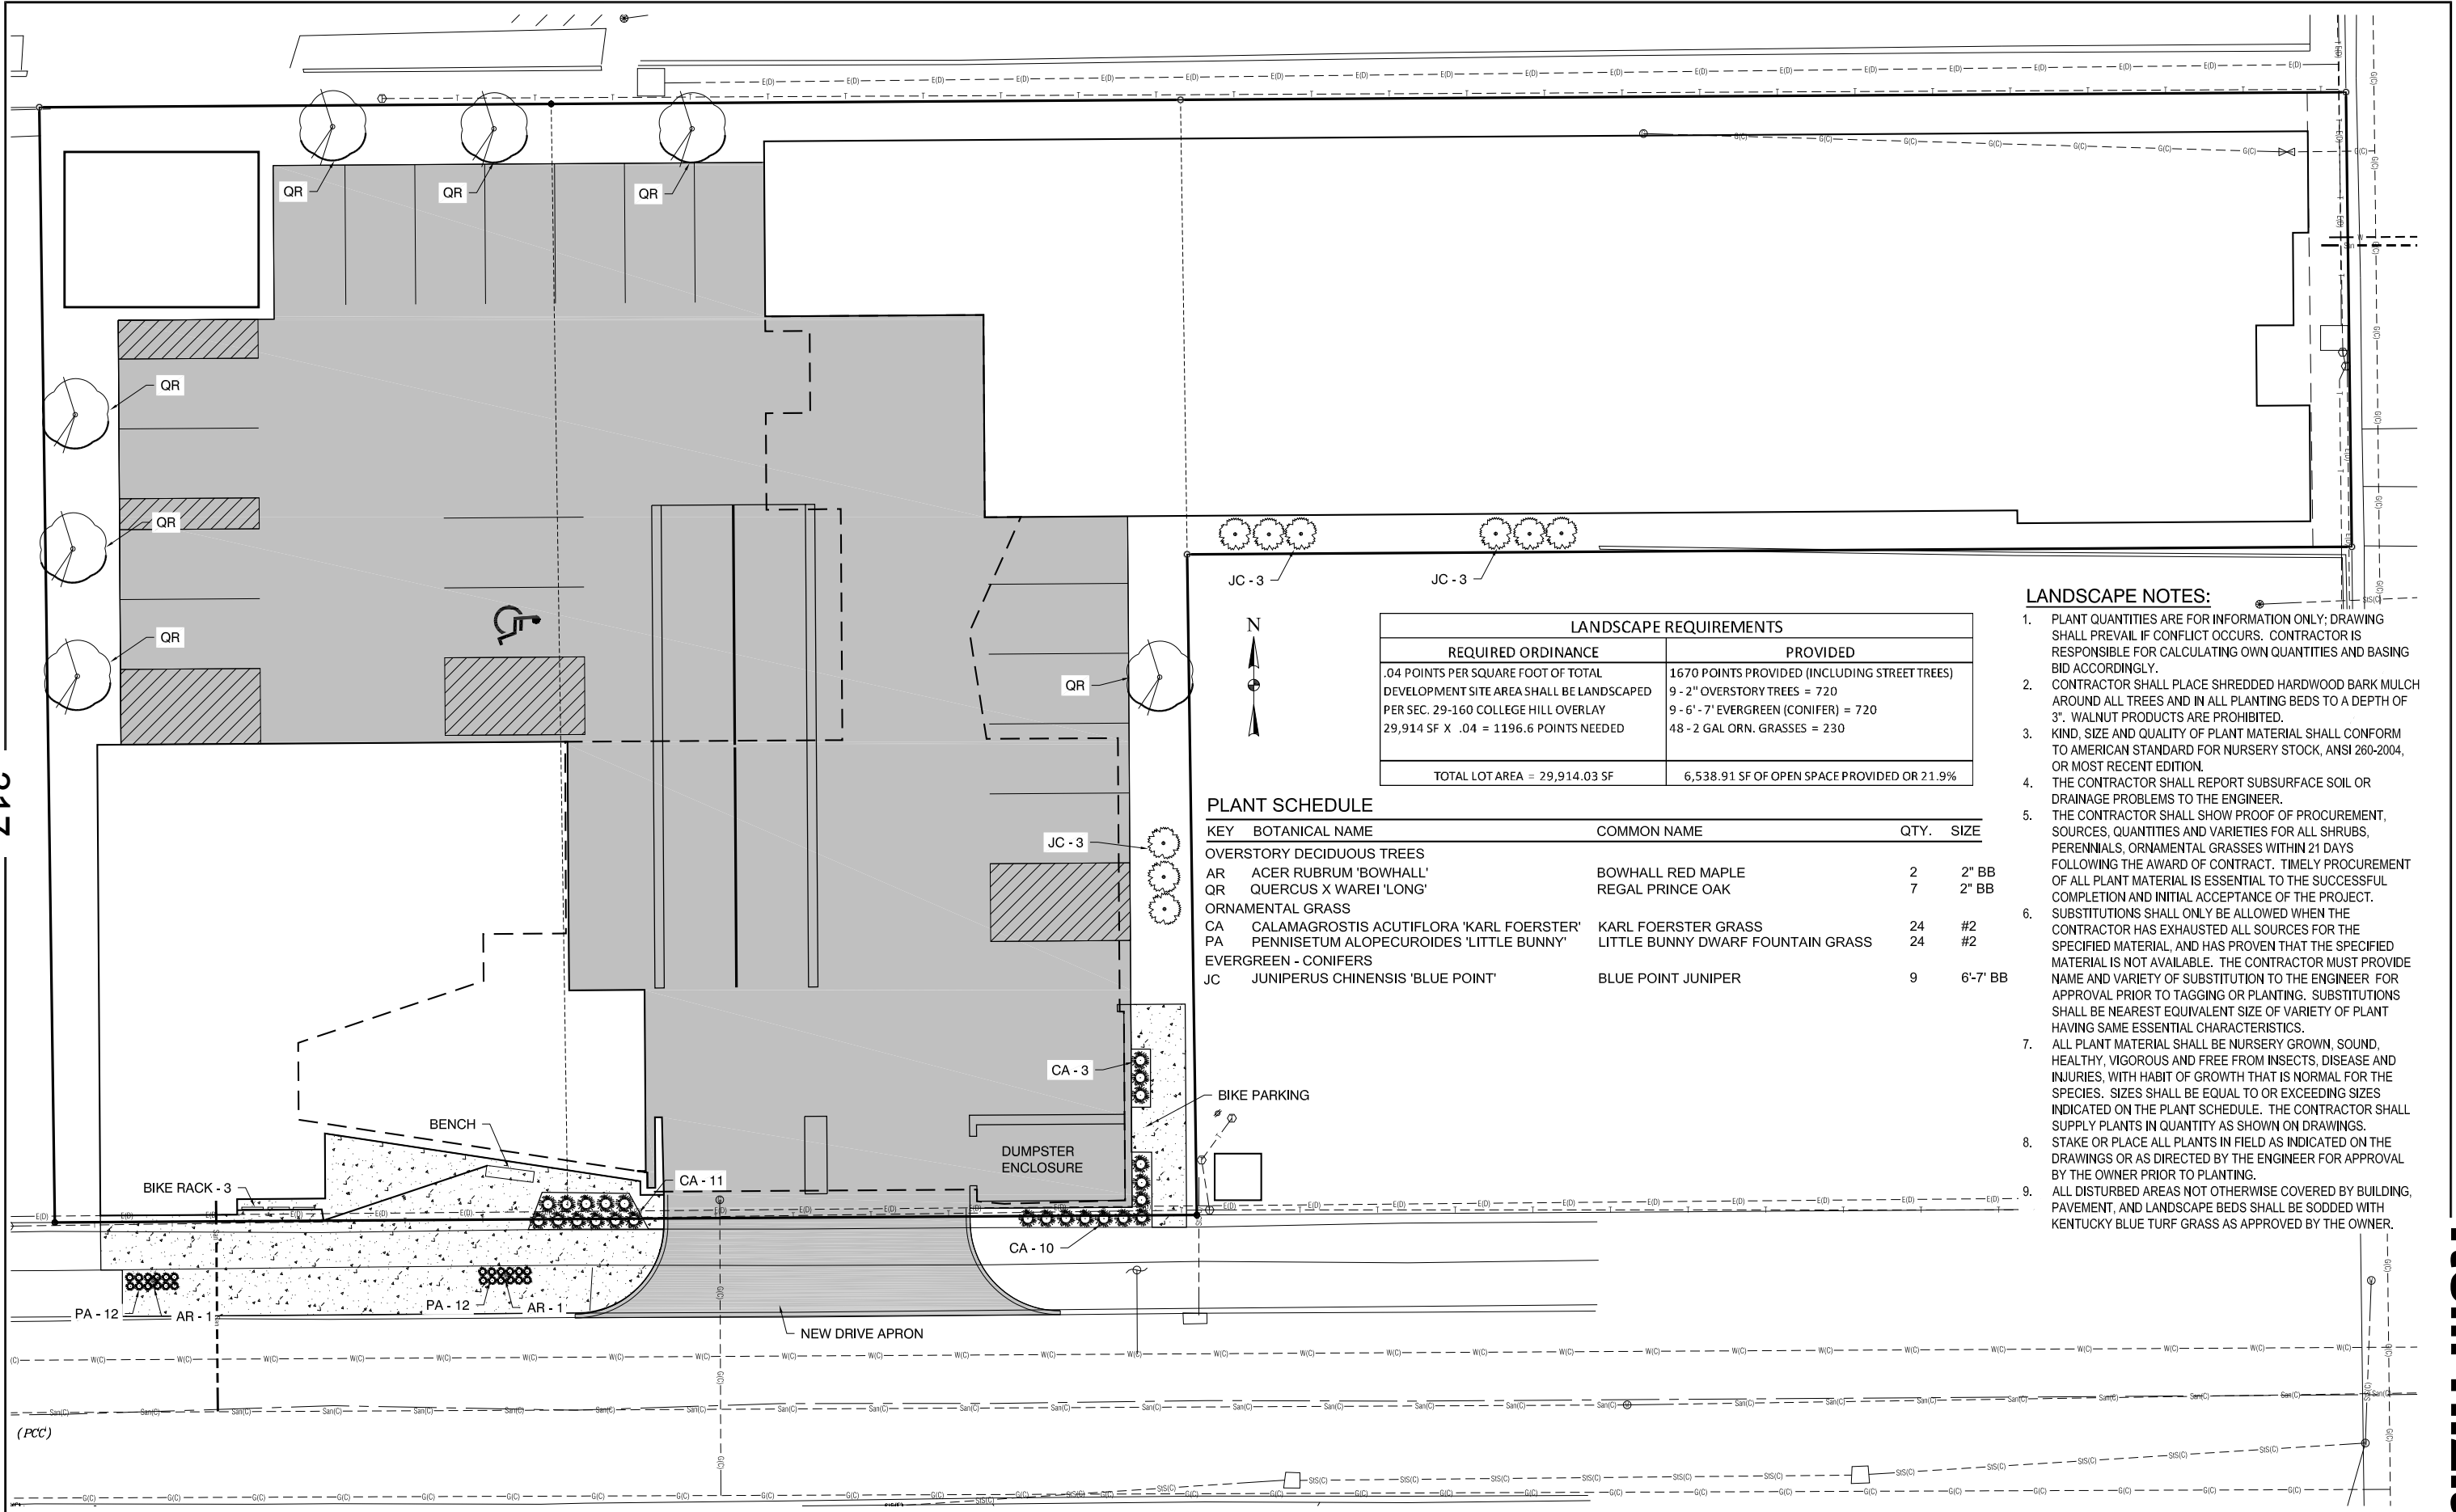 QR
QR
QR
QR
QR
QR
QR
JC - 3
JC - 3
JC - 3
N
LANDSCAPE REQUIREMENTS
REQUIRED ORDINANCE
PROVIDED
.04 POINTS PER SQUARE FOOT OF TOTAL
DEVELOPMENT SITE AREA SHALL BE LANDSCAPED
PER SEC. 29-160 COLLEGE HILL OVERLAY
29,914 SF X .04 = 1196.6 POINTS NEEDED
1670 POINTS PROVIDED (INCLUDING STREET TREES)
9 - 2" OVERSTORY TREES = 720
9 - 6' - 7' EVERGREEN (CONIFER) = 720
48 - 2 GAL ORN. GRASSES = 230
TOTAL LOT AREA = 29,914.03 SF
6,538.91 SF OF OPEN SPACE PROVIDED OR 21.9%
PLANT SCHEDULE
KEY BOTANICAL NAME COMMON NAME QTY. SIZE
OVERSTORY DECIDUOUS TREES
AR ACER RUBRUM 'BOWHALL' BOWHALL RED MAPLE 2 2" BB
QR QUERCUS X WAREI 'LONG' REGAL PRINCE OAK 7 2" BB
ORNAMENTAL GRASS
CA CALAMAGROSTIS ACUTIFLORA 'KARL FOERSTER' KARL FOERSTER GRASS 24 #2
PA PENNISETUM ALOPECUROIDES 'LITTLE BUNNY' LITTLE BUNNY DWARF FOUNTAIN GRASS 24 #2
EVERGREEN - CONIFERS
JC JUNIPERUS CHINENSIS 'BLUE POINT' BLUE POINT JUNIPER 9 6'-7' BB
LANDSCAPE NOTES:
1. PLANT QUANTITIES ARE FOR INFORMATION ONLY; DRAWING
SHALL PREVAIL IF CONFLICT OCCURS. CONTRACTOR IS
RESPONSIBLE FOR CALCULATING OWN QUANTITIES AND BASING
BID ACCORDINGLY.
2. CONTRACTOR SHALL PLACE SHREDDED HARDWOOD BARK MULCH
AROUND ALL TREES AND IN ALL PLANTING BEDS TO A DEPTH OF
3". WALNUT PRODUCTS ARE PROHIBITED.
3. KIND, SIZE AND QUALITY OF PLANT MATERIAL SHALL CONFORM
TO AMERICAN STANDARD FOR NURSERY STOCK, ANSI 260-2004,
OR MOST RECENT EDITION.
4. THE CONTRACTOR SHALL REPORT SUBSURFACE SOIL OR
DRAINAGE PROBLEMS TO THE ENGINEER.
5. THE CONTRACTOR SHALL SHOW PROOF OF PROCUREMENT,
SOURCES, QUANTITIES AND VARIETIES FOR ALL SHRUBS,
PERENNIALS, ORNAMENTAL GRASSES WITHIN 21 DAYS
FOLLOWING THE AWARD OF CONTRACT. TIMELY PROCUREMENT
OF ALL PLANT MATERIAL IS ESSENTIAL TO THE SUCCESSFUL
COMPLETION AND INITIAL ACCEPTANCE OF THE PROJECT.
6. SUBSTITUTIONS SHALL ONLY BE ALLOWED WHEN THE
CONTRACTOR HAS EXHAUSTED ALL SOURCES FOR THE
SPECIFIED MATERIAL, AND HAS PROVEN THAT THE SPECIFIED
MATERIAL IS NOT AVAILABLE. THE CONTRACTOR MUST PROVIDE
NAME AND VARIETY OF SUBSTITUTION TO THE ENGINEER FOR
APPROVAL PRIOR TO TAGGING OR PLANTING. SUBSTITUTIONS
SHALL BE NEAREST EQUIVALENT SIZE OF VARIETY OF PLANT
HAVING SAME ESSENTIAL CHARACTERISTICS.
7. ALL PLANT MATERIAL SHALL BE NURSERY GROWN, SOUND,
HEALTHY, VIGOROUS AND FREE FROM INSECTS, DISEASE AND
INJURIES, WITH HABIT OF GROWTH THAT IS NORMAL FOR THE
SPECIES. SIZES SHALL BE EQUAL TO OR EXCEEDING SIZES
INDICATED ON THE PLANT SCHEDULE. THE CONTRACTOR SHALL
SUPPLY PLANTS IN QUANTITY AS SHOWN ON DRAWINGS.
8. STAKE OR PLACE ALL PLANTS IN FIELD AS INDICATED ON THE
DRAWINGS OR AS DIRECTED BY THE ENGINEER FOR APPROVAL
BY THE OWNER PRIOR TO PLANTING.
9. ALL DISTURBED AREAS NOT OTHERWISE COVERED BY BUILDING,
PAVEMENT, AND LANDSCAPE BEDS SHALL BE SODDED WITH
KENTUCKY BLUE TURF GRASS AS APPROVED BY THE OWNER.
CA - 3
BIKE PARKING
BENCH
DUMPSTER
ENCLOSURE
BIKE RACK - 3
CA - 11
CA - 10
PA - 12
AR - 1
PA - 12
AR - 1
NEW DRIVE APRON
(PCC)